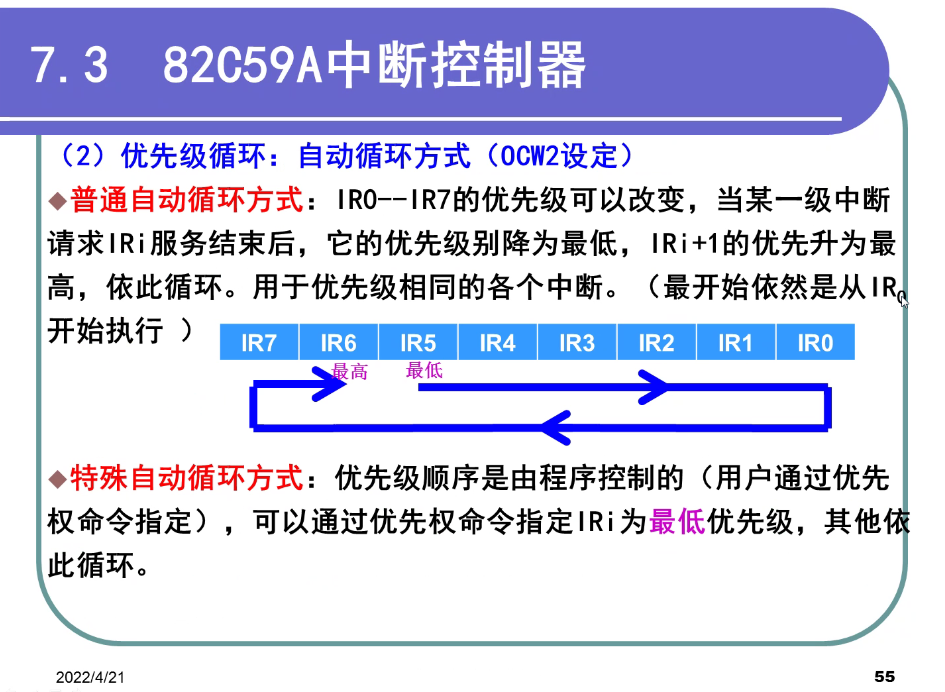 7.3 82C59A中断控制器
（2）优先级循环：自动循环方式（OCW2设定）
◆普通自动循环方式：IR0--IR7的优先级可以改变，当某一级中断
请求IRi服务结束后，它的优先级别降为最低，IRi+1的优先升为最
高，依此循环。用于优先级相同的各个中断。（最开始依然是从IR0
开始执行 ）
IR7 IR6 IR5 IR4 IR3 IR2 IR1 IR0
最高 最低
◆特殊自动循环方式：优先级顺序是由程序控制的（用户通过优先
权命令指定），可以通过优先权命令指定IRi为最低优先级，其他依
此循环。
2022/4/21 55